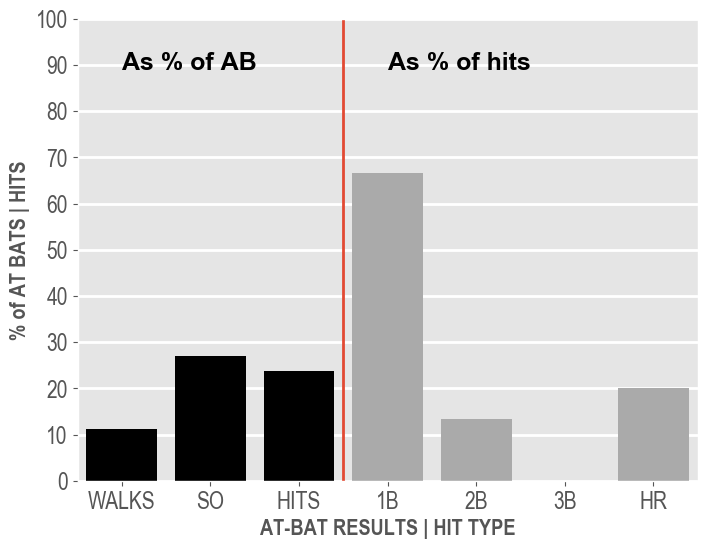 100
As % of AB As % of hits
90
80
70
60
50
40
30
20
10
0
% of AT BATS | HITS
WALKS SO HITS 1B 2B 3B HR
AT-BAT RESULTS | HIT TYPE